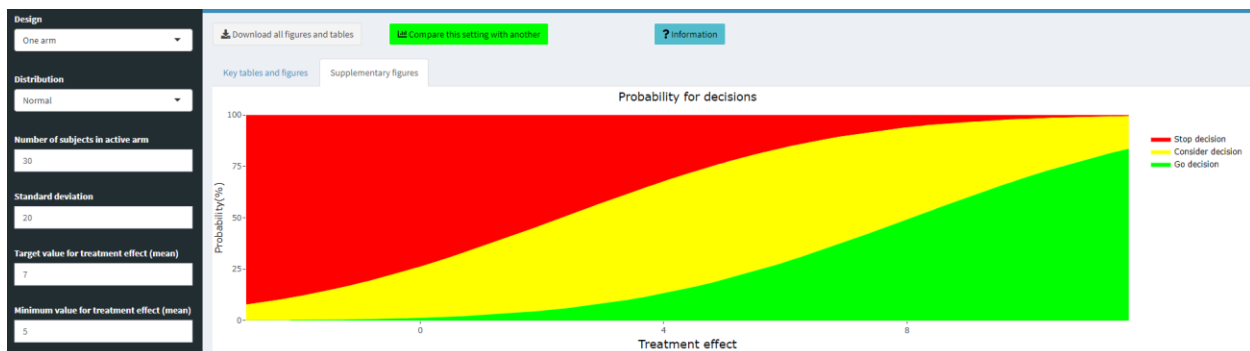 Design
One arm
Distribution
Normal
Number of subjects in active arm
30
Standard deviation
20
Target value for treatment effect (mean)
7
Minimum value for treatment effect (mean)
5
Download all figures and tables
Compare this setting with another
? Information
Key tables and figures
Supplementary figures
Probability for decisions
Probability(%)
100
75
50
25
0
0
4
8
Treatment effect
Stop decision
Consider decision
Go decision